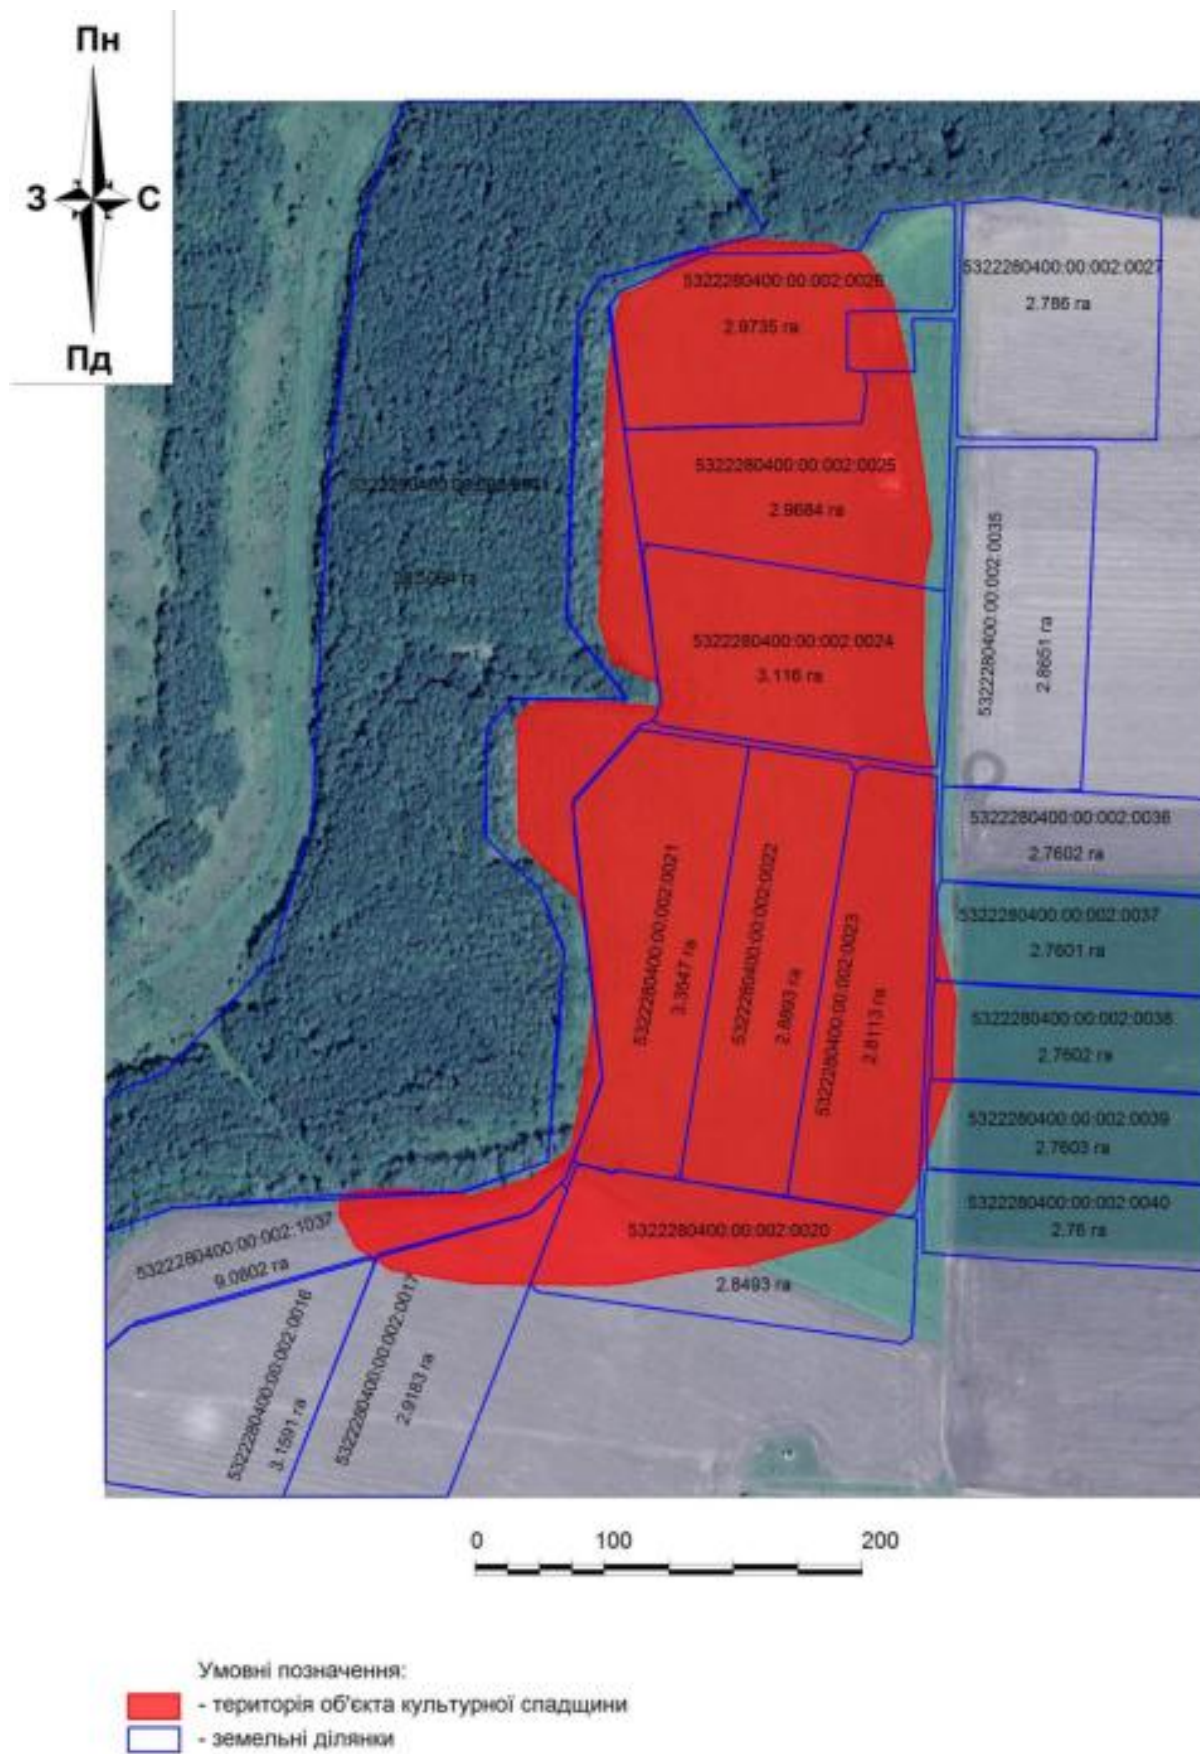 Пн
З
С
Пд
5322280400:00:002:0026
2.9735 га
5322280400:00:002:0027
2.786 га
5322280400:00:002:0025
2.9684 га
5322280400:00:002:0035
2.8651 га
5322280400:00:002:0024
3.116 га
5322280400:00:002:0036
2.7602 га
5322280400:00:002:0021
3.3647 га
5322280400:00:002:0022
2.8893 га
5322280400:00:002:0023
2.8113 га
5322280400:00:002:0037
2.7601 га
5322280400:00:002:0038
2.7602 га
5322280400:00:002:0039
2.7603 га
5322280400:00:002:0040
2.76 га
5322280400:00:002:0020
2.8493 га
5322280400:00:002:1037
9.0802 га
5322280400:00:002:0016
3.1591 га
5322280400:00:002:0017
2.9183 га
0 100 200
Умовні позначення:
- територія об'єкта культурної спадщини
- земельні ділянки